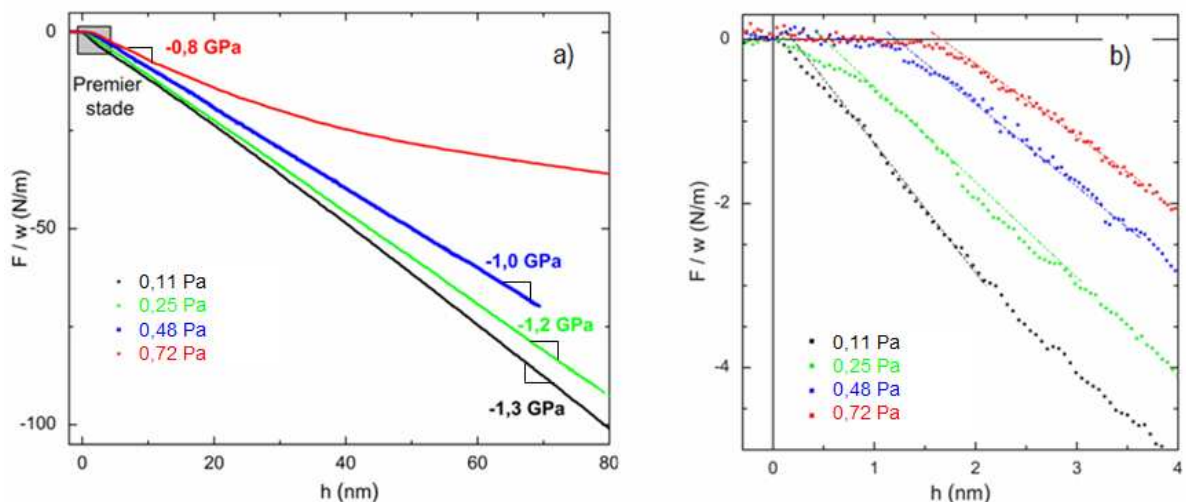 a)
0
-50
-100
F / w (N/m)
Premier
stade
-0,8 GPa
-1,0 GPa
-1,2 GPa
-1,3 GPa
0,11 Pa
0,25 Pa
0,48 Pa
0,72 Pa
0 20 40 60 80
h (nm)
b)
0
-2
-4
F / w (N/m)
0,11 Pa
0,25 Pa
0,48 Pa
0,72 Pa
0 1 2 3 4
h (nm)